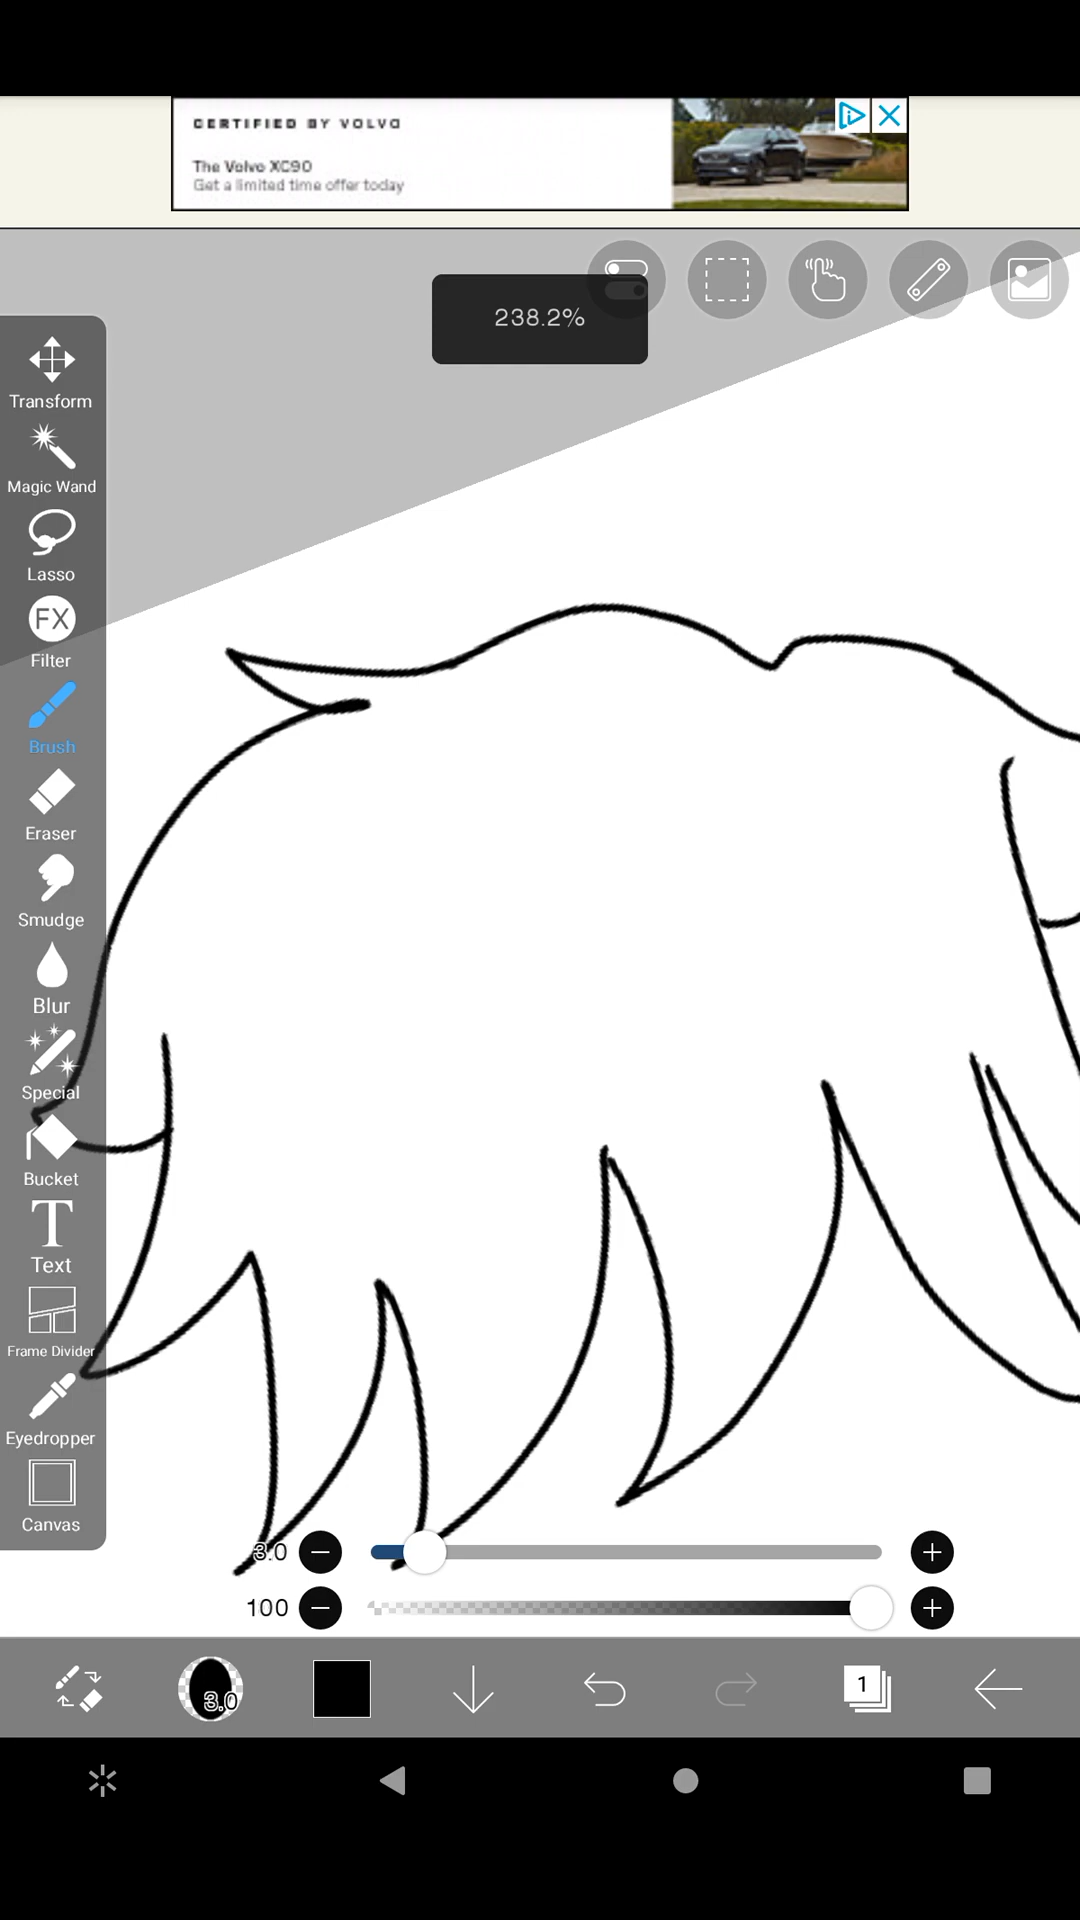 CERTIFIED BY VOLVO
The Volvo XC90
Get a limited time offer today
238.2%
Transform
Magic Wand
Lasso
FX
Filter
Brush
Eraser
Smudge
Blur
Special
Bucket
T
Text
Frame Divider
Eyedropper
Canvas
3.0
100
3.0
1